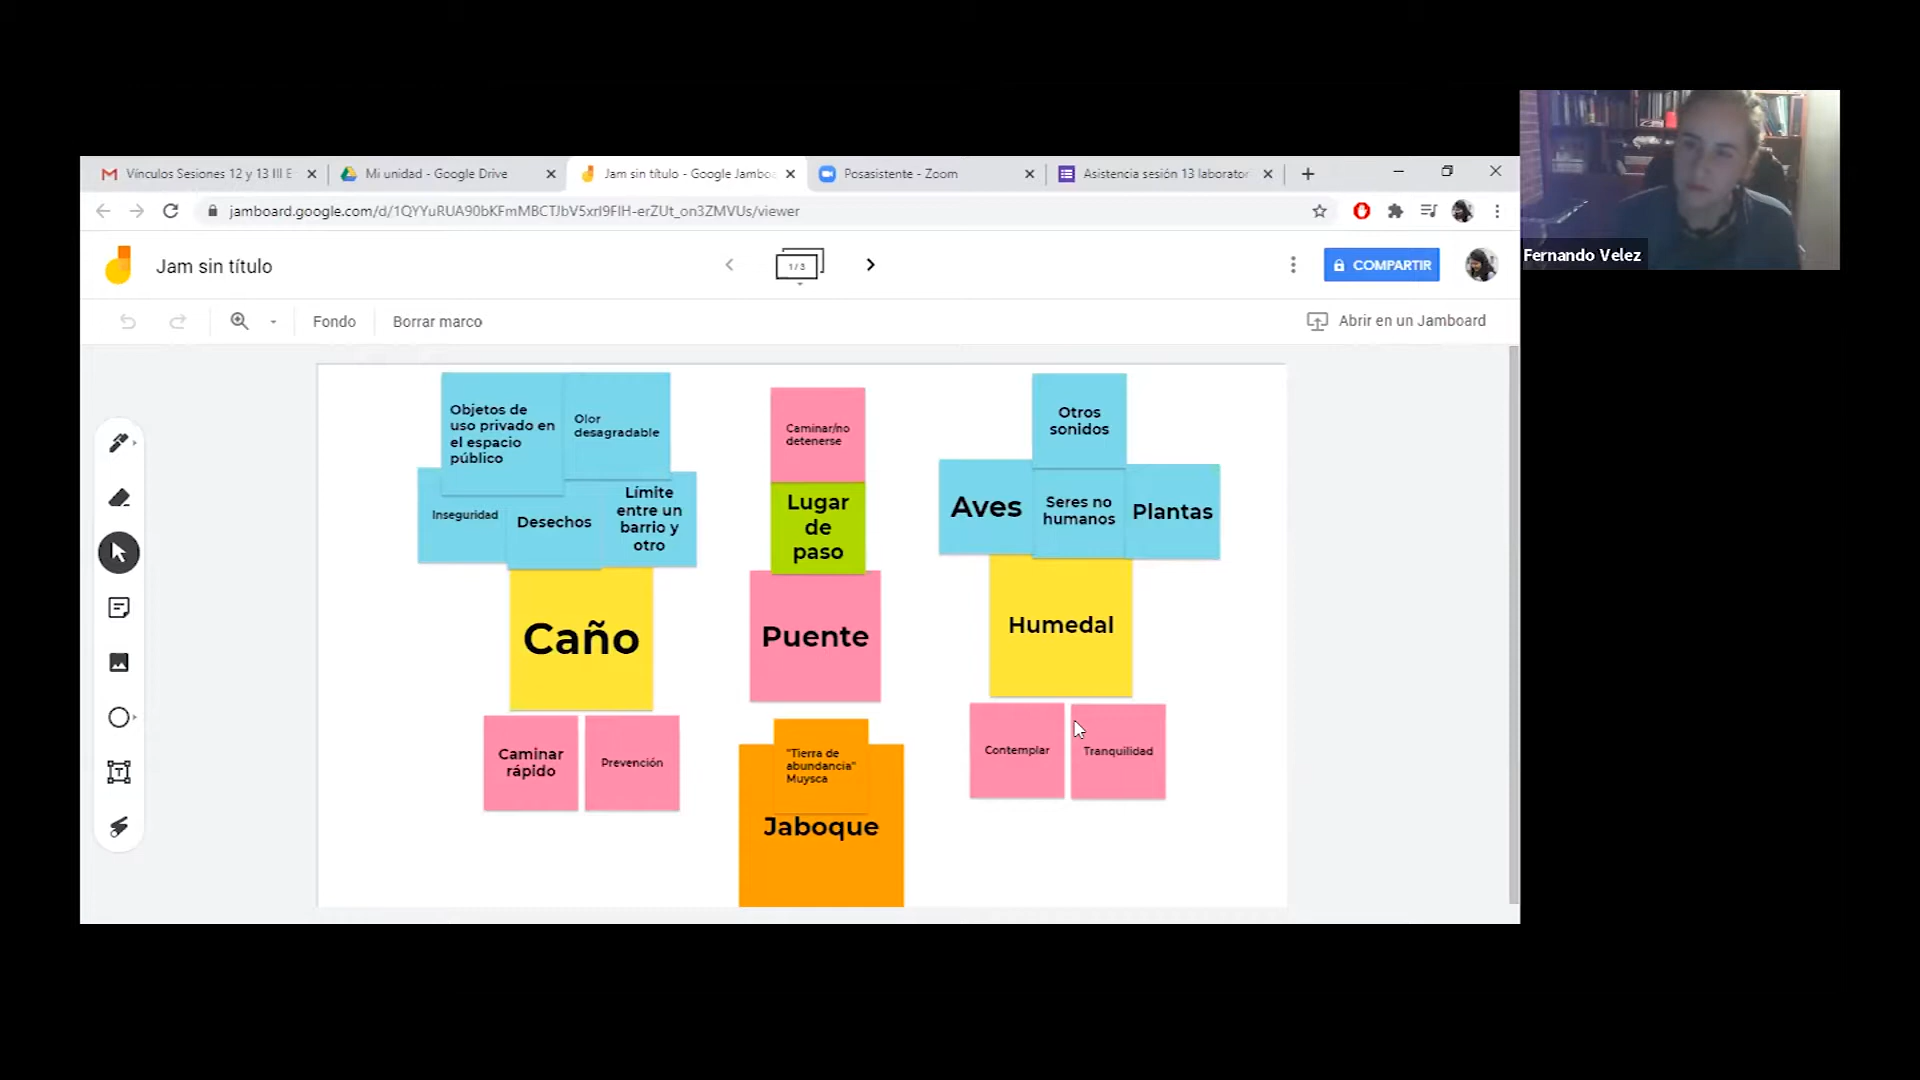 Vínculos Sesiones 12 y 13 III E
Mi unidad - Google Drive
Jam sin título - Google Jamboa
Posasistente - Zoom
Asistencia sesión 13 laborator
jamboard.google.com/d/1QYYuRUA90bKFmMBCTJbV5xrI9FIH-erZUt_on3ZMVUs/viewer
Jam sin título
1/3
COMPARTIR
Fernando Velez
Fondo
Borrar marco
Abrir en un Jamboard
Objetos de
uso privado en
el espacio
público
Olor
desagradable
Inseguridad
Desechos
Límite
entre un
barrio y
otro
Caño
Caminar
rápido
Prevención
Caminar/no
detenerse
Lugar
de
paso
Puente
"Tierra de
abundancia"
Muysca
Jaboque
Otros
sonidos
Aves
Seres no
humanos
Plantas
Humedal
Contemplar
Tranquilidad